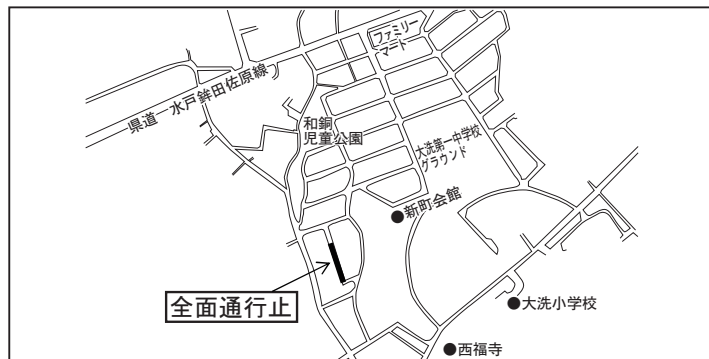 ファミリー
マート
県道 水戸鉾田佐原線
和銅
児童公園
大洗第一中学校
グラウンド
●新町会館
全面通行止
●大洗小学校
●西福寺